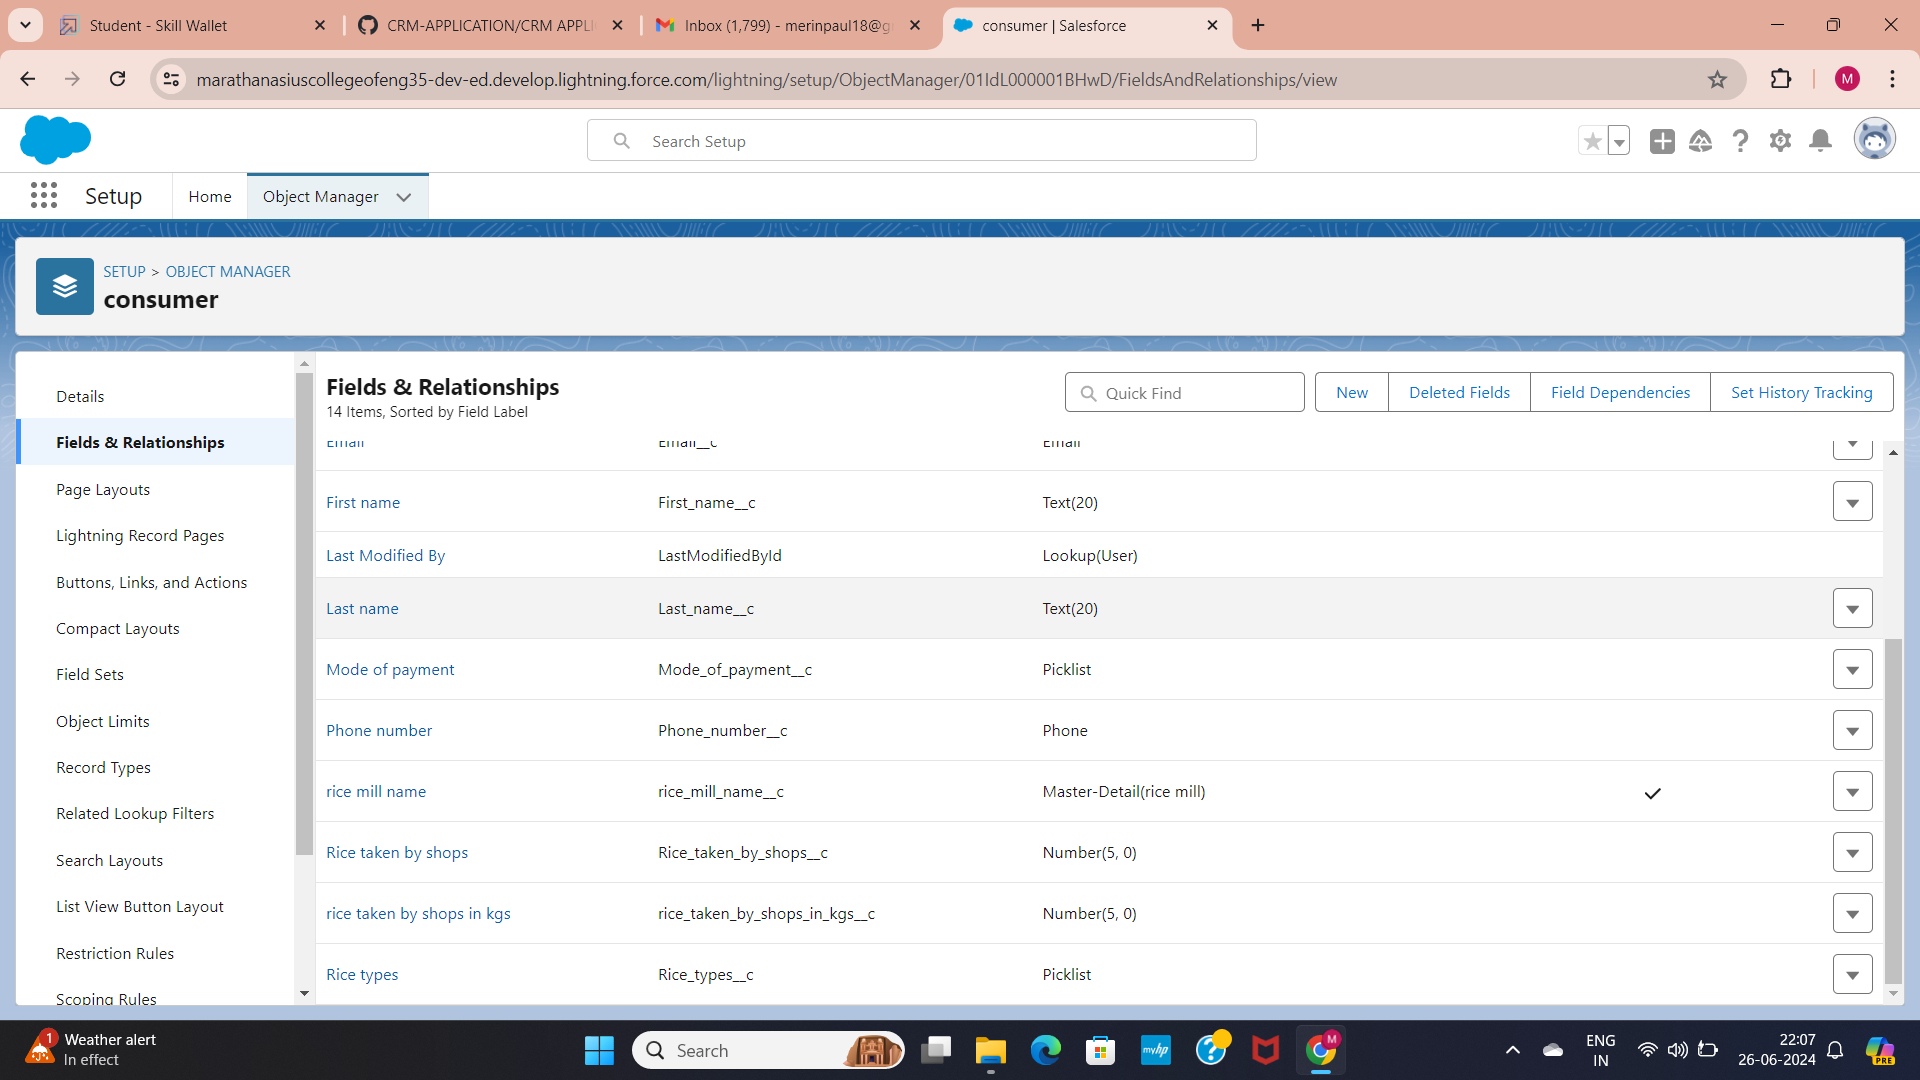 Student - Skill Wallet
CRM-APPLICATION/CRM APPLI
Inbox (1,799) - merinpaul18@g
consumer | Salesforce
marathanasiuscollegeofeng35-dev-ed.develop.lightning.force.com/lightning/setup/ObjectManager/01IdL000001BHwD/FieldsAndRelationships/view
M
Search Setup
Setup
Home
Object Manager
SETUP > OBJECT MANAGER
consumer
Details
Fields & Relationships
Page Layouts
Lightning Record Pages
Buttons, Links, and Actions
Compact Layouts
Field Sets
Object Limits
Record Types
Related Lookup Filters
Search Layouts
List View Button Layout
Restriction Rules
Scoping Rules
Fields & Relationships
14 Items, Sorted by Field Label
Quick Find
New
Deleted Fields
Field Dependencies
Set History Tracking
Email Email__c Email
First name First_name__c Text(20)
Last Modified By LastModifiedById Lookup(User)
Last name Last_name__c Text(20)
Mode of payment Mode_of_payment__c Picklist
Phone number Phone_number__c Phone
rice mill name rice_mill_name__c Master-Detail(rice mill)
Rice taken by shops Rice_taken_by_shops__c Number(5, 0)
rice taken by shops in kgs rice_taken_by_shops_in_kgs__c Number(5, 0)
Rice types Rice_types__c Picklist
1
Weather alert
In effect
Search
myhp
M
ENG
IN
22:07
26-06-2024
PRE